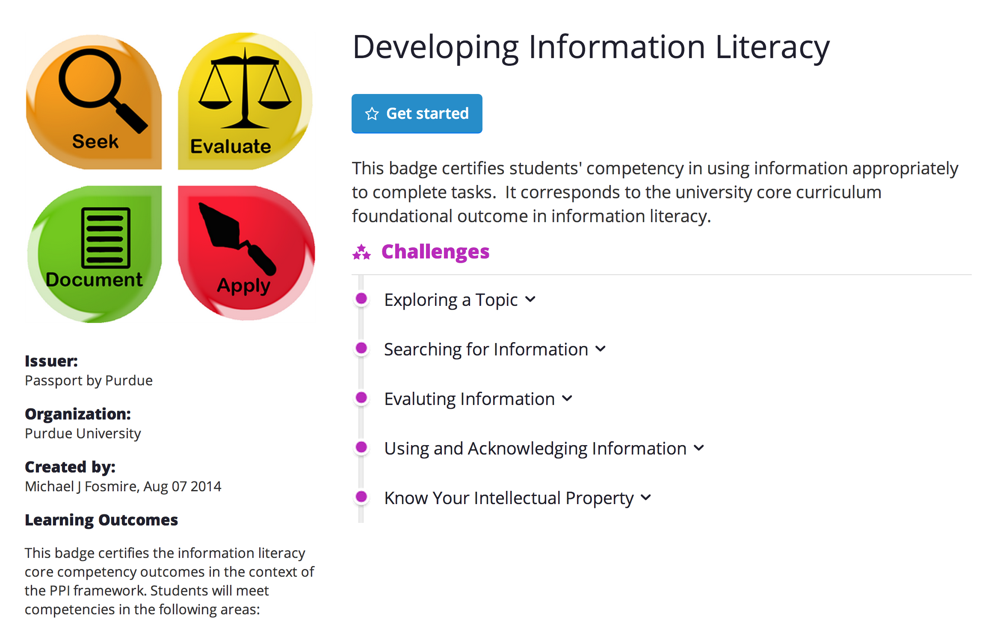 Seek
Evaluate
Document
Apply
Issuer:
Passport by Purdue
Organization:
Purdue University
Created by:
Michael J Fosmire, Aug 07 2014
Learning Outcomes
This badge certifies the information literacy
core competency outcomes in the context of
the PPI framework. Students will meet
competencies in the following areas:
Developing Information Literacy
Get started
This badge certifies students' competency in using information appropriately
to complete tasks.  It corresponds to the university core curriculum
foundational outcome in information literacy.
Challenges
Exploring a Topic
Searching for Information
Evaluting Information
Using and Acknowledging Information
Know Your Intellectual Property